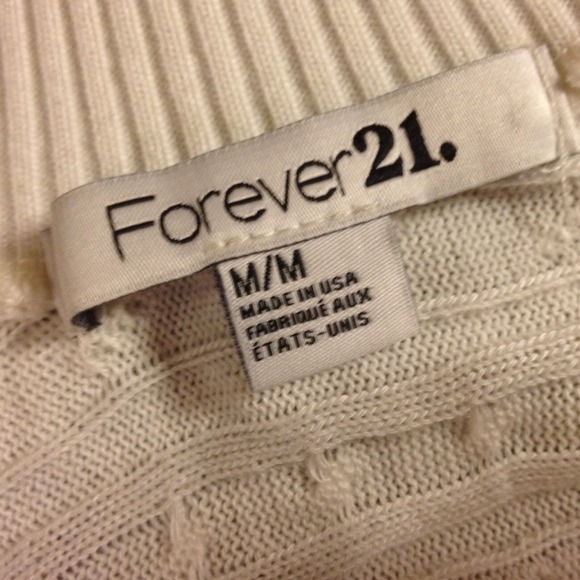 Forever21.
M/M
MADE IN USA
FABRIQUÉ AUX
ÉTATS-UNIS